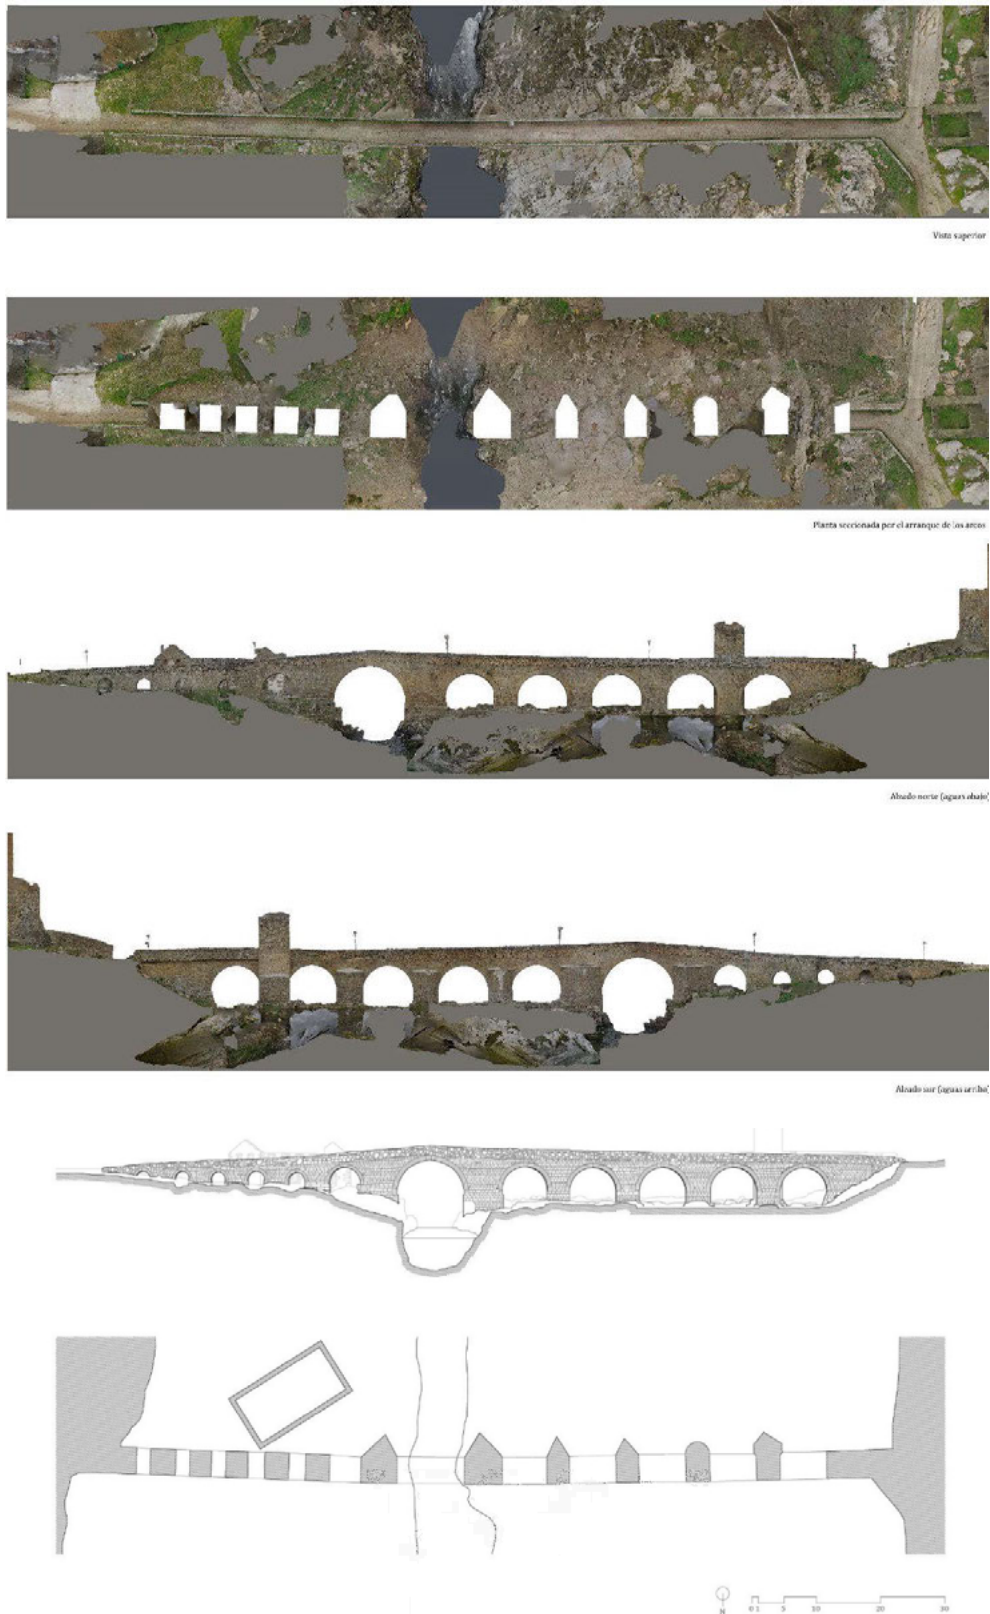 Vista superior
Planta seccionada por el arranque de los arcos
Alzado norte (aguas abajo)
Alzado sur (aguas arriba)
N
0 1 5 10 20 30